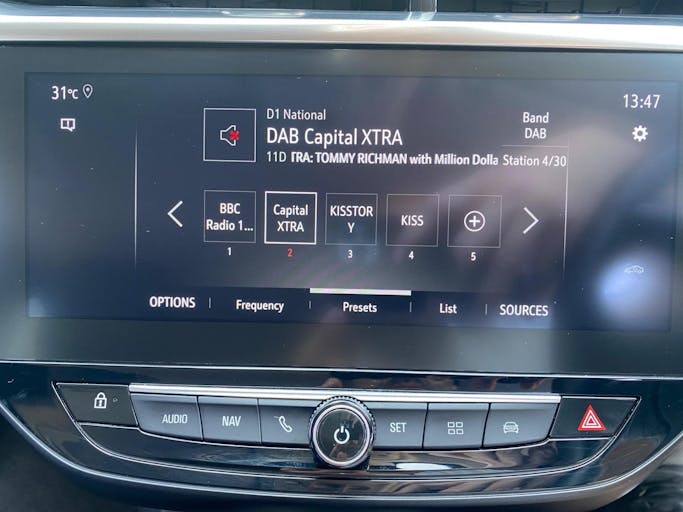 31°C
13:47
D1 National
DAB Capital XTRA
11D TRA: TOMMY RICHMAN with Million Dolla
Band
DAB
Station 4/30
BBC
Radio 1...
Capital
XTRA
KISSTOR
Y
KISS
1
2
3
4
5
OPTIONS
Frequency
Presets
List
SOURCES
AUDIO
NAV
SET